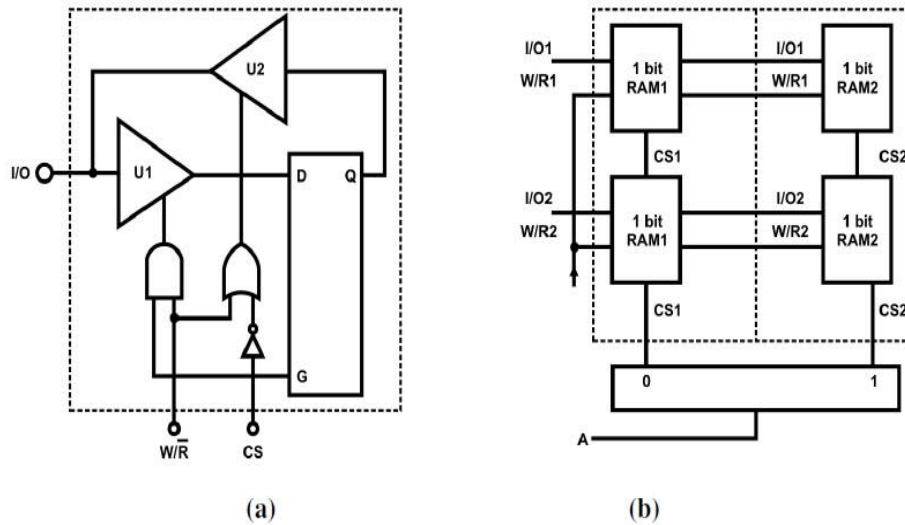 U2
I/O
U1
D
Q
G
W/R̅
CS
(a)
I/O1
W/R1
1 bit
RAM1
I/O1
W/R1
1 bit
RAM2
CS1
CS2
I/O2
W/R2
1 bit
RAM1
I/O2
W/R2
1 bit
RAM2
CS1
CS2
0
1
A
(b)